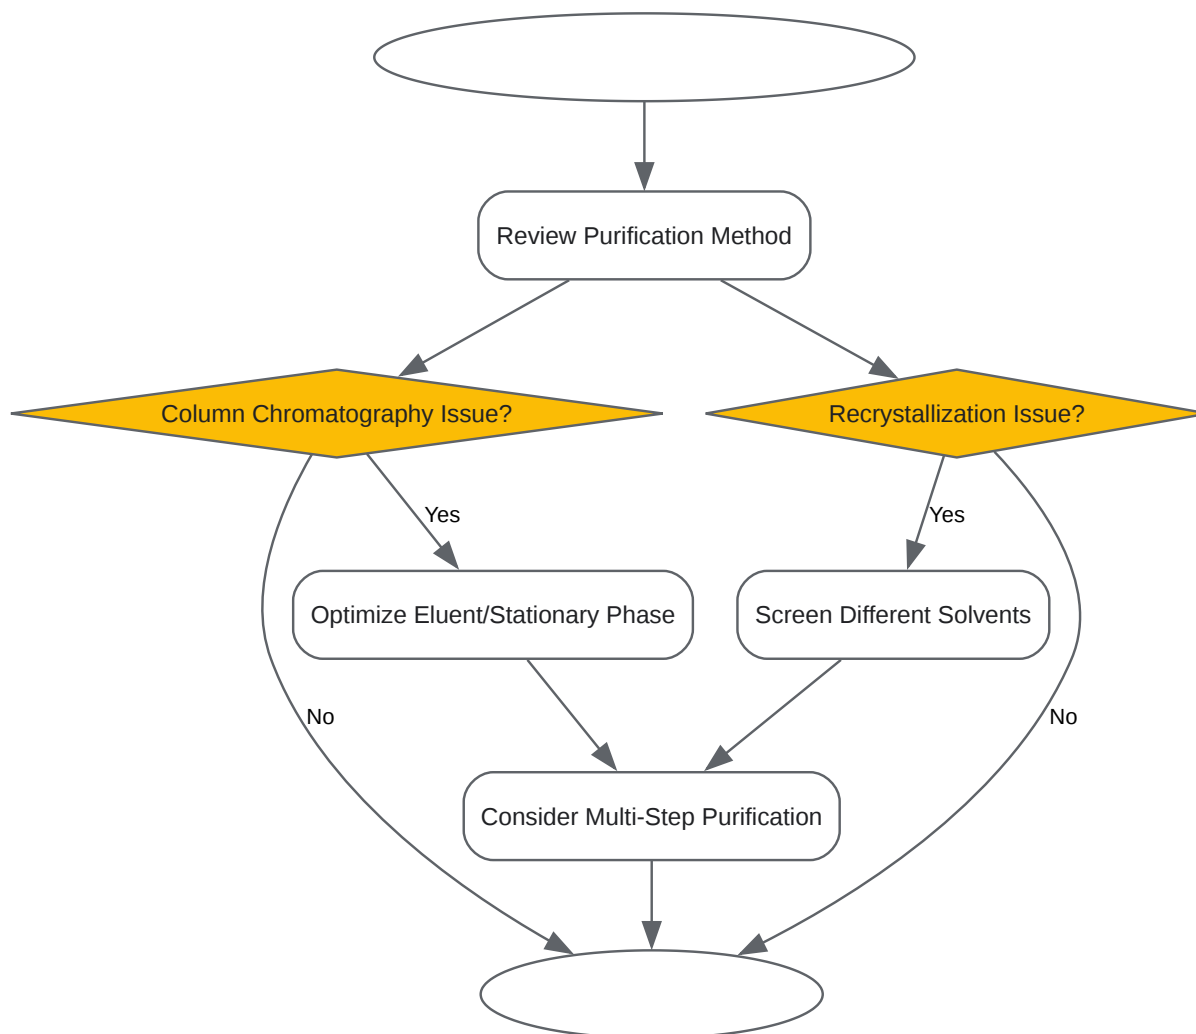 Review Purification Method
Column Chromatography Issue?
Recrystallization Issue?
Yes
Yes
Optimize Eluent/Stationary Phase
Screen Different Solvents
No
No
Consider Multi-Step Purification